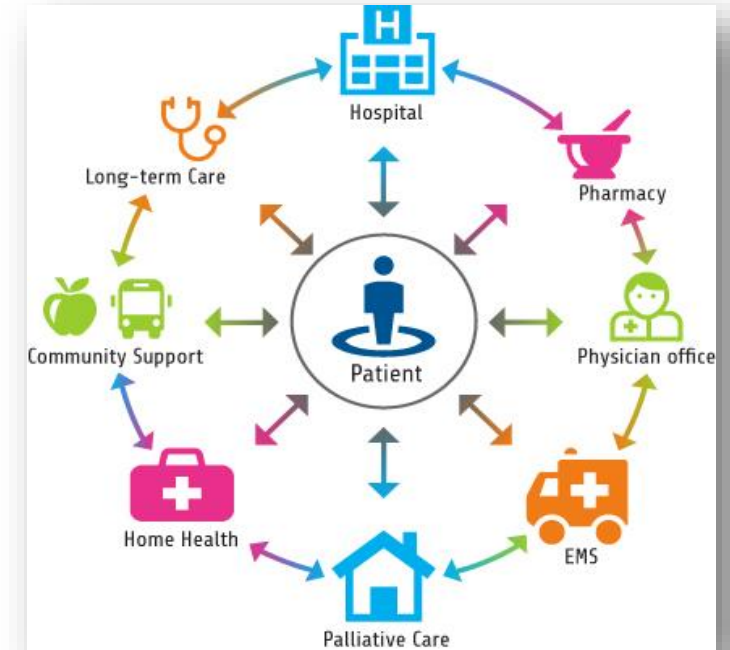 H
Hospital
Long-term Care
Pharmacy
Community Support
Patient
Physician office
Home Health
EMS
Palliative Care